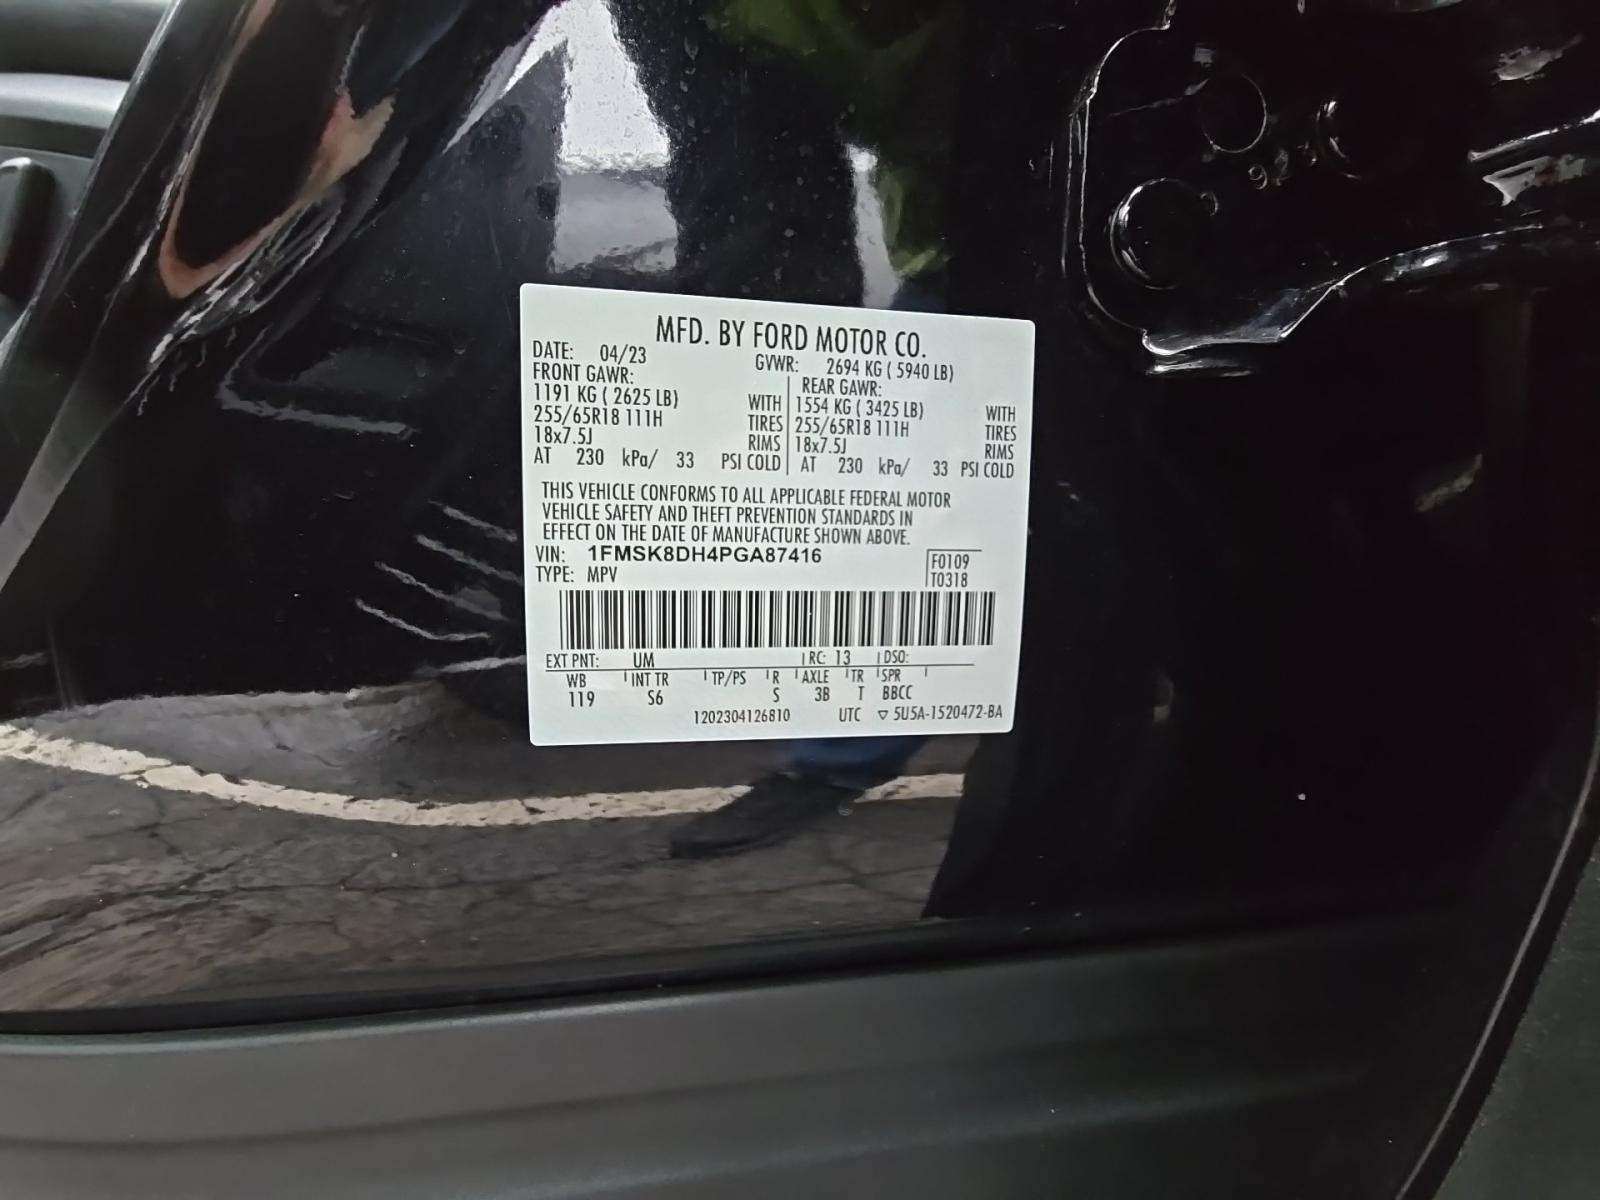 MFD. BY FORD MOTOR CO.
DATE: 04/23 GVWR: 2694 KG ( 5940 LB)
FRONT GAWR: REAR GAWR:
1191 KG ( 2625 LB) WITH 1554 KG ( 3425 LB) WITH
255/65R18 111H TIRES 255/65R18 111H TIRES
18x7.5J RIMS 18x7.5J RIMS
AT 230 kPa/ 33 PSI COLD AT 230 kPa/ 33 PSI COLD
THIS VEHICLE CONFORMS TO ALL APPLICABLE FEDERAL MOTOR
VEHICLE SAFETY AND THEFT PREVENTION STANDARDS IN
EFFECT ON THE DATE OF MANUFACTURE SHOWN ABOVE.
VIN: 1FMSK8DH4PGA87416 F0109
TYPE: MPV T0318
EXT PNT: UM RC: 13 DSO:
WB INT TR TP/PS R AXLE TR SPR
119 S6 S 3B T BBCC
1202304126810 UTC ▽ 5U5A-1520472-BA